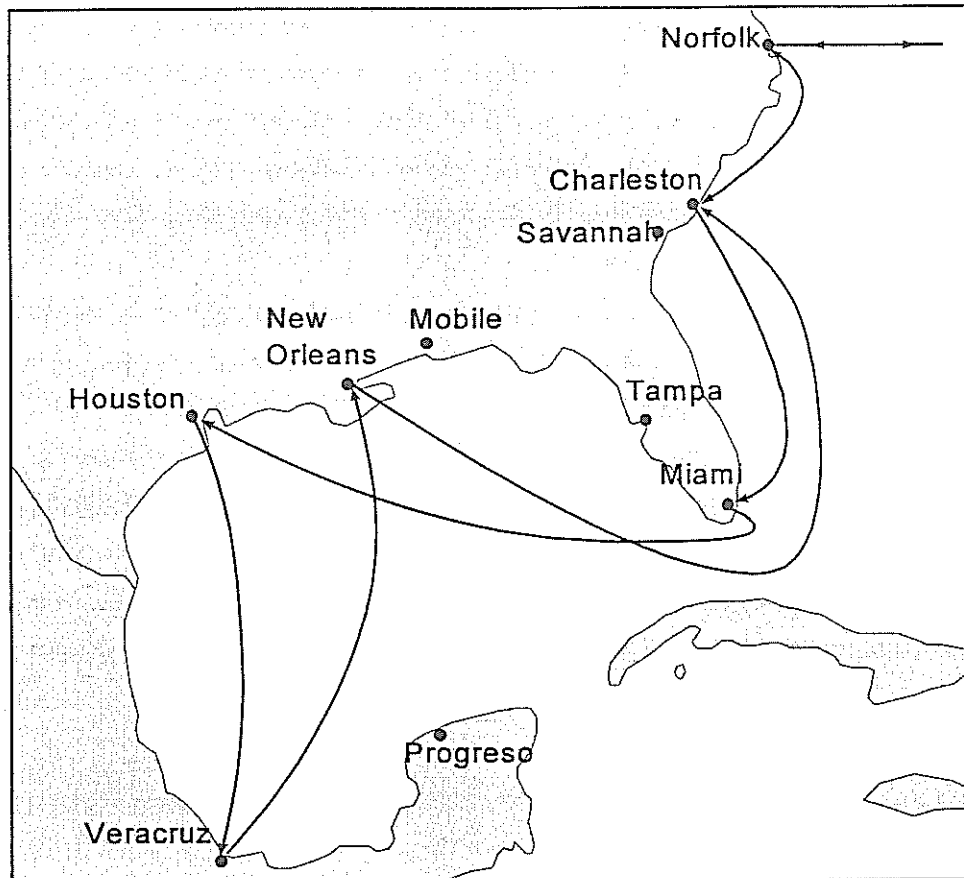 Norfolk
Charleston
Savannah
New
Orleans
Mobile
Houston
Tampa
Miami
Progreso
Veracruz